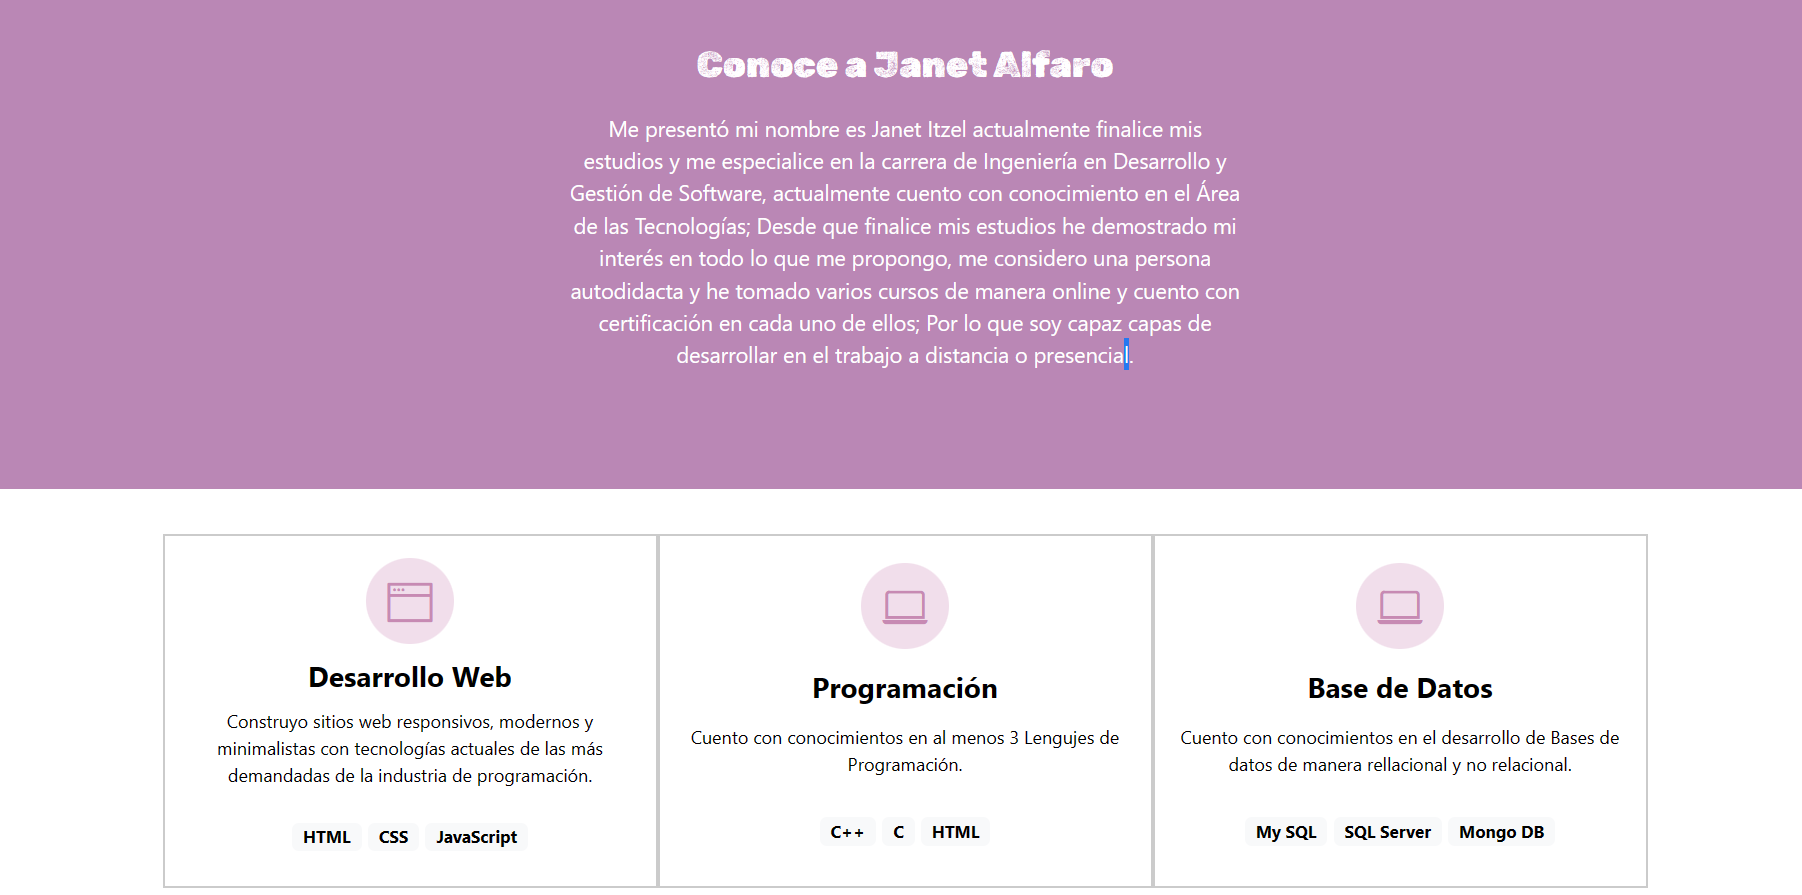 Conoce a Janet Alfaro
Me presentó mi nombre es Janet Itzel actualmente finalice mis
estudios y me especialice en la carrera de Ingeniería en Desarrollo y
Gestión de Software, actualmente cuento con conocimiento en el Área
de las Tecnologías; Desde que finalice mis estudios he demostrado mi
interés en todo lo que me propongo, me considero una persona
autodidacta y he tomado varios cursos de manera online y cuento con
certificación en cada uno de ellos; Por lo que soy capaz capas de
desarrollar en el trabajo a distancia o presencial.
Desarrollo Web
Construyo sitios web responsivos, modernos y
minimalistas con tecnologías actuales de las más
demandadas de la industria de programación.
HTML CSS JavaScript
Programación
Cuento con conocimientos en al menos 3 Lengujes de
Programación.
C++ C HTML
Base de Datos
Cuento con conocimientos en el desarrollo de Bases de
datos de manera rellacional y no relacional.
My SQL SQL Server Mongo DB